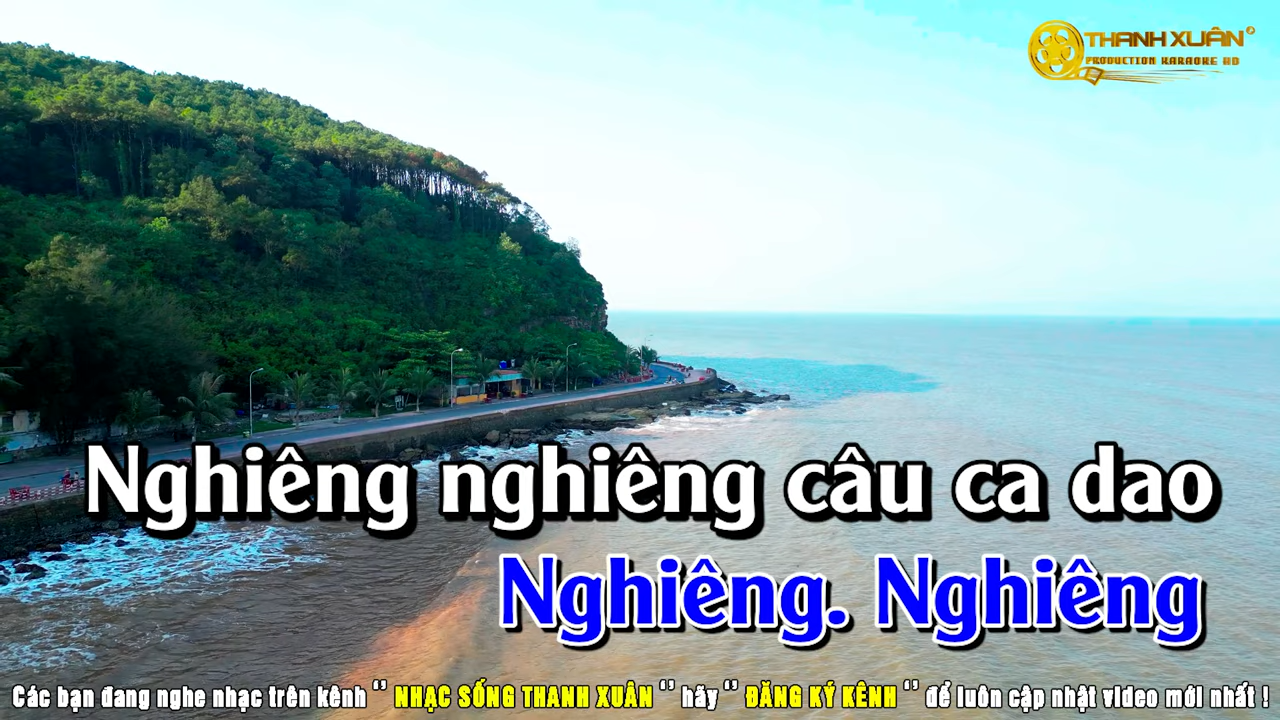 THANH XUÂN
PRODUCTION KARAOKE HD
Nghiêng nghiêng câu ca dao
Nghiêng. Nghiêng
Các bạn đang nghe nhạc trên kênh " NHẠC SỐNG THANH XUÂN " hãy " ĐĂNG KÝ KÊNH " để luôn cập nhật video mới nhất !